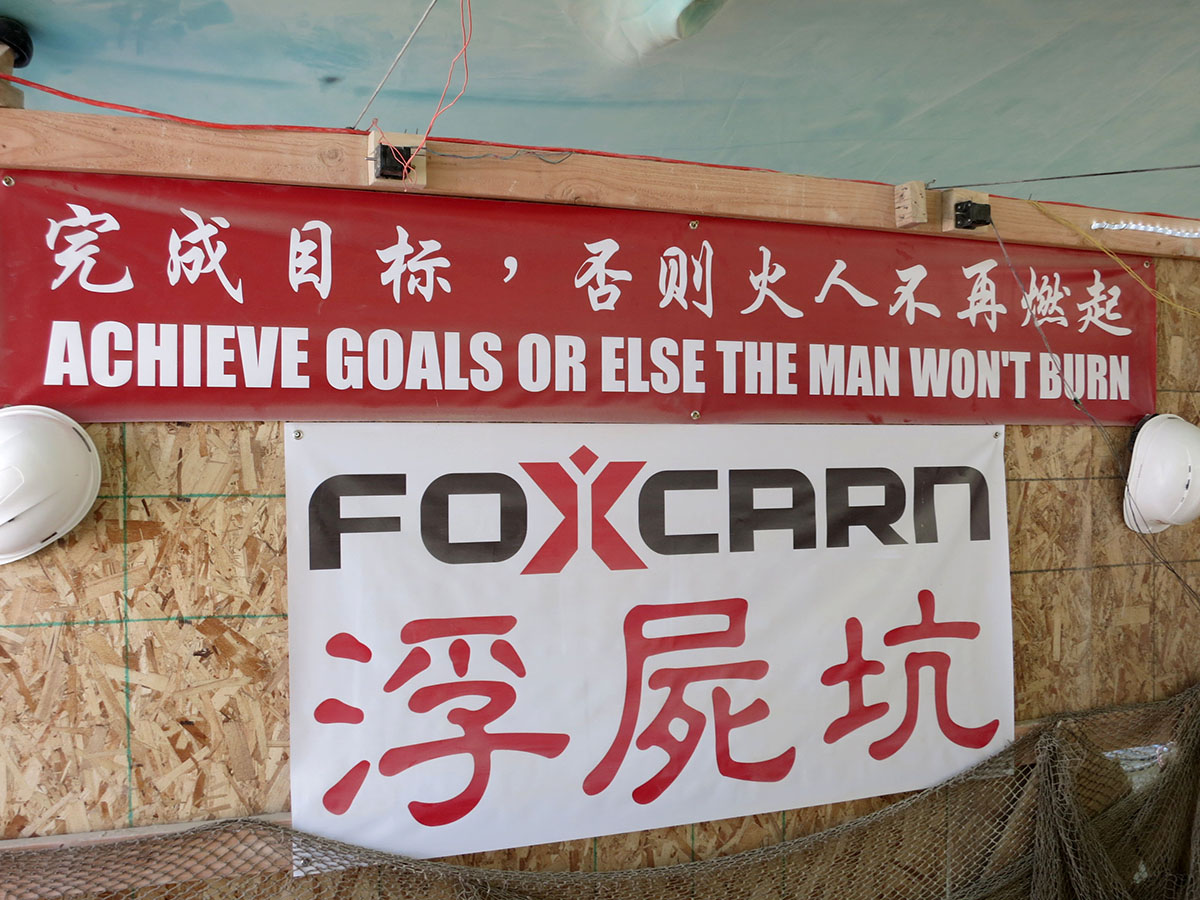 完成目标，否则火人不再燃起
ACHIEVE GOALS OR ELSE THE MAN WON'T BURN
FOXCARN
浮屍坑